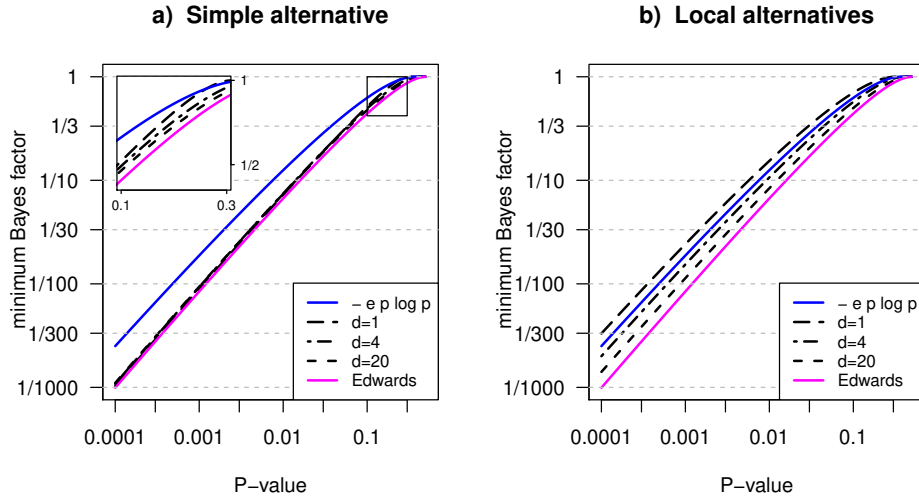 a) Simple alternative
minimum Bayes factor
1
1/3
1/10
1/30
1/100
1/300
1/1000
1
1/2
0.1
0.3
− e p log p
d=1
d=4
d=20
Edwards
0.0001
0.001
0.01
0.1
P−value
b) Local alternatives
minimum Bayes factor
1
1/3
1/10
1/30
1/100
1/300
1/1000
− e p log p
d=1
d=4
d=20
Edwards
0.0001
0.001
0.01
0.1
P−value